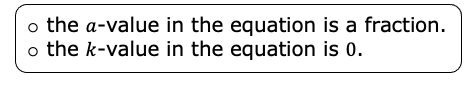 ○ the a-value in the equation is a fraction.
○ the k-value in the equation is 0.